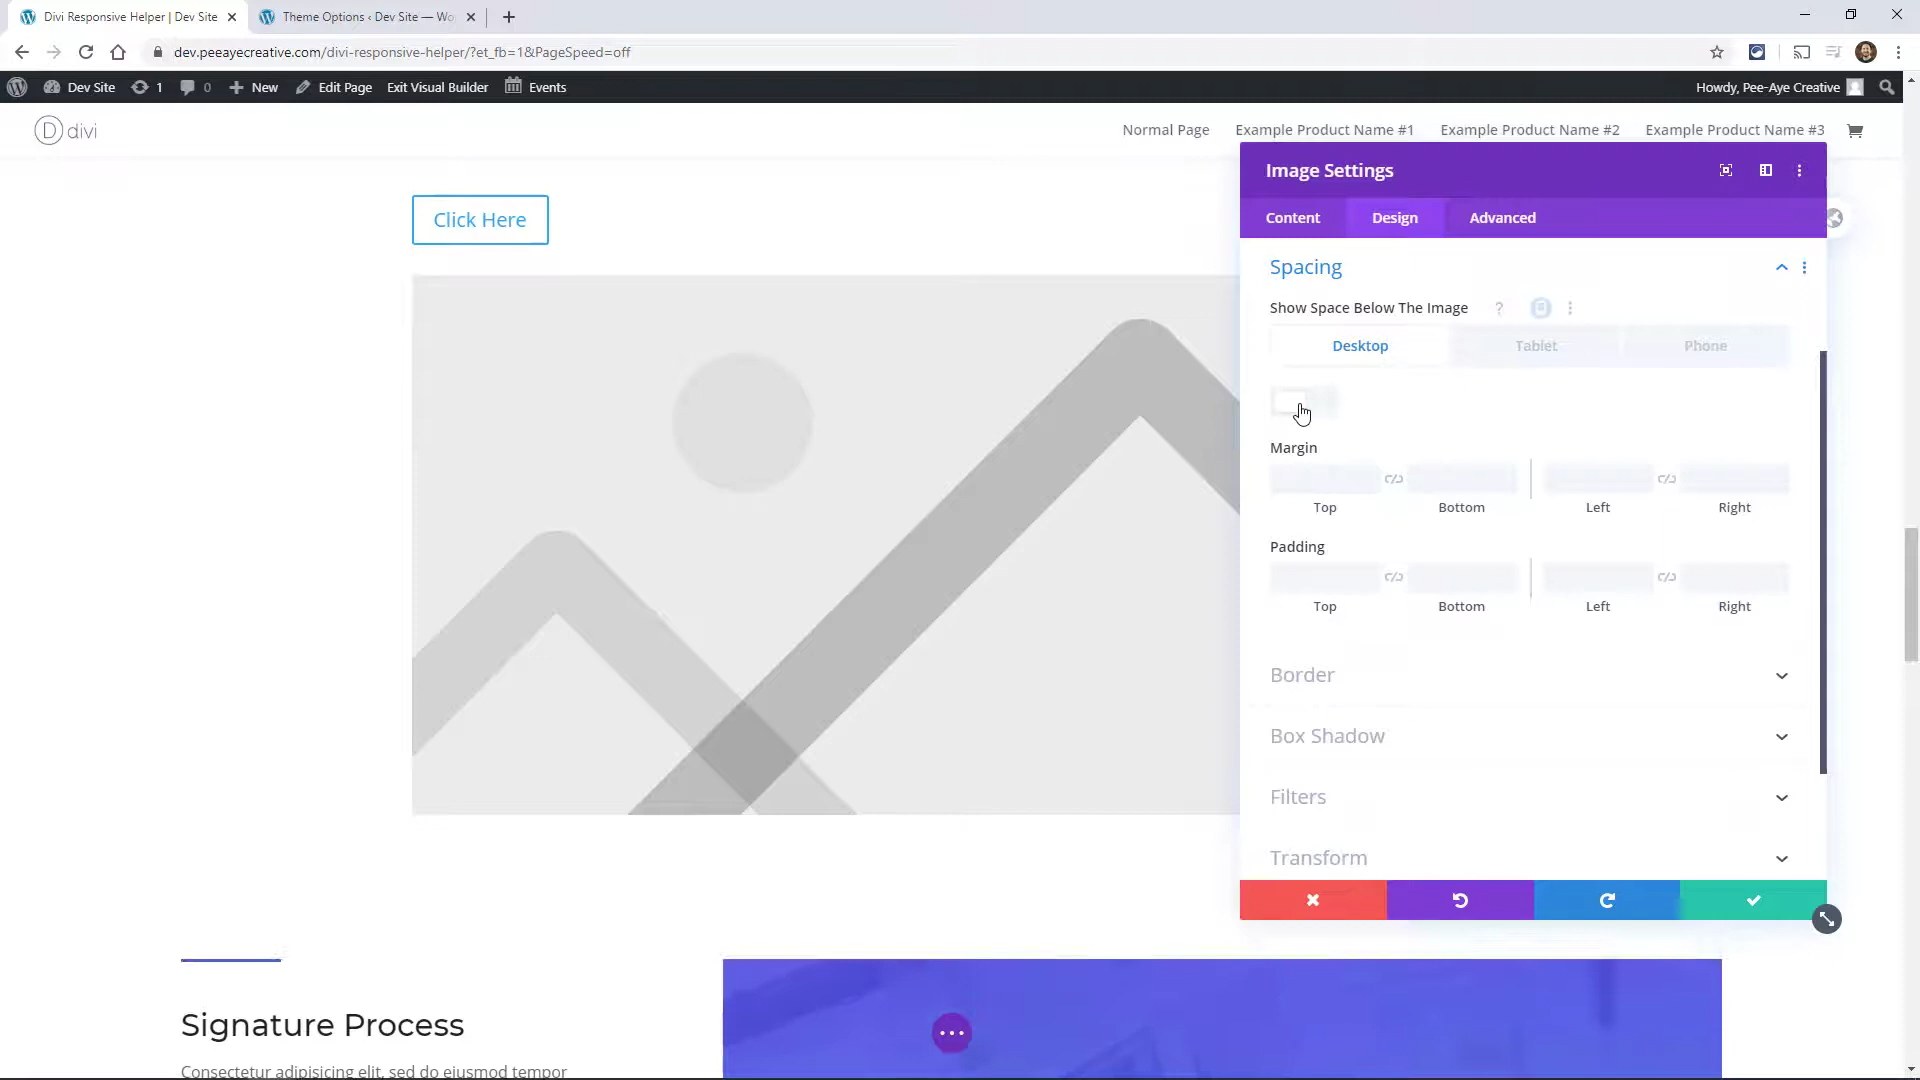 Divi Responsive Helper | Dev Site
Theme Options ‹ Dev Site — Wo
dev.peeayecreative.com/divi-responsive-helper/?et_fb=1&PageSpeed=off
Dev Site
1
0
New
Edit Page
Exit Visual Builder
Events
Howdy, Pee-Aye Creative
D divi
Normal Page
Example Product Name #1
Example Product Name #2
Example Product Name #3
Click Here
Image Settings
Content
Design
Advanced
Spacing
Show Space Below The Image
?
Desktop
Tablet
Phone
Margin
Top
Bottom
Left
Right
Padding
Top
Bottom
Left
Right
Border
Box Shadow
Filters
Transform
Signature Process
Consectetur adipisicing elit, sed do eiusmod tempor